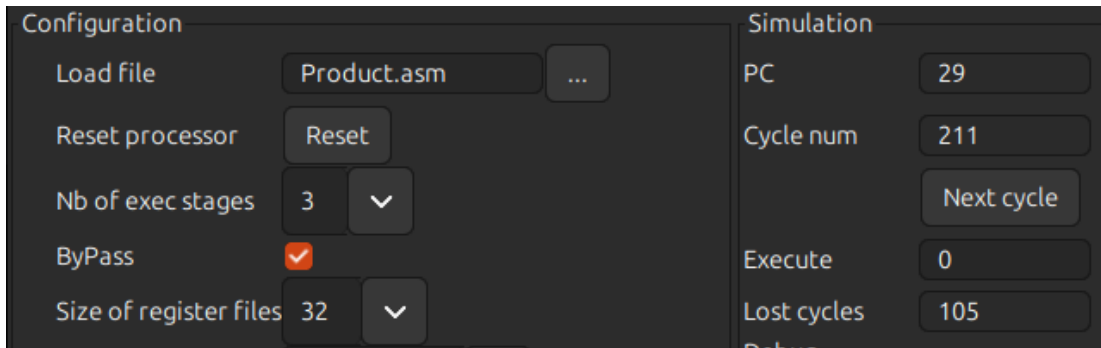 Configuration
Load file Product.asm ...
Reset processor Reset
Nb of exec stages 3
ByPass
Size of register files 32
Simulation
PC 29
Cycle num 211
Next cycle
Execute 0
Lost cycles 105
Debug